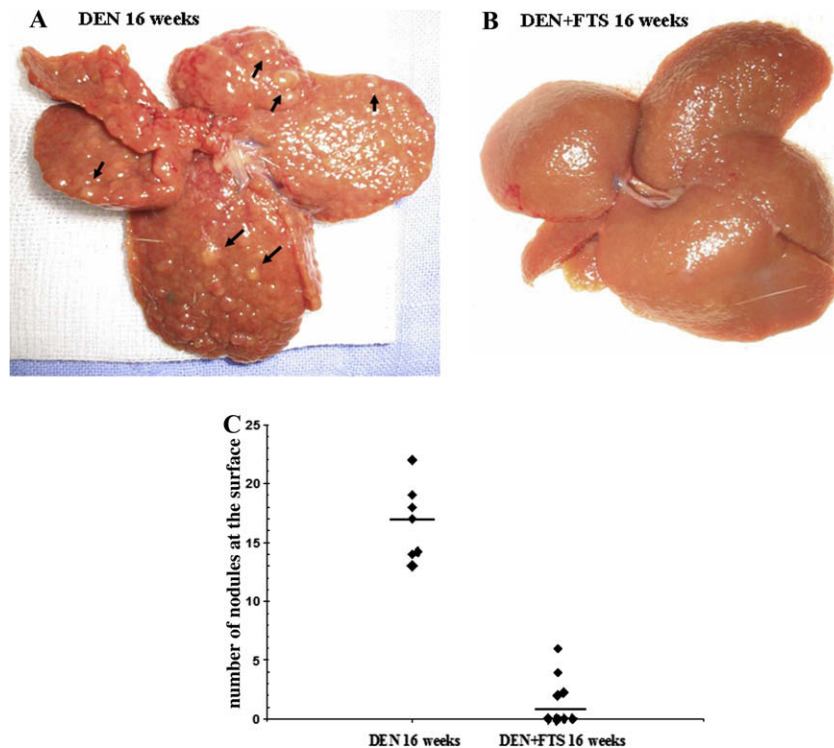 A DEN 16 weeks
B DEN+FTS 16 weeks
C
number of nodules at the surface
25
20
15
10
5
0
DEN 16 weeks DEN+FTS 16 weeks